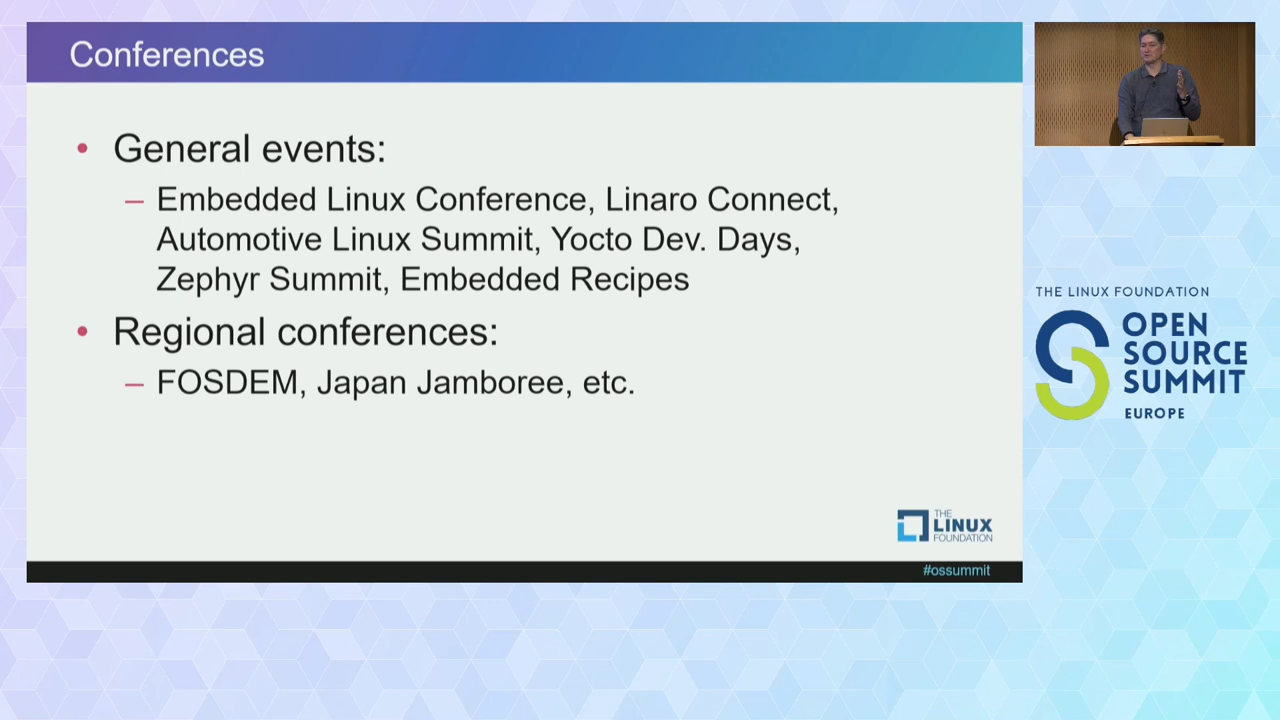 Conferences
• General events:
– Embedded Linux Conference, Linaro Connect,
Automotive Linux Summit, Yocto Dev. Days,
Zephyr Summit, Embedded Recipes
• Regional conferences:
– FOSDEM, Japan Jamboree, etc.
THE
LINUX
FOUNDATION
#ossummit
THE LINUX FOUNDATION
OPEN
SOURCE
SUMMIT
EUROPE